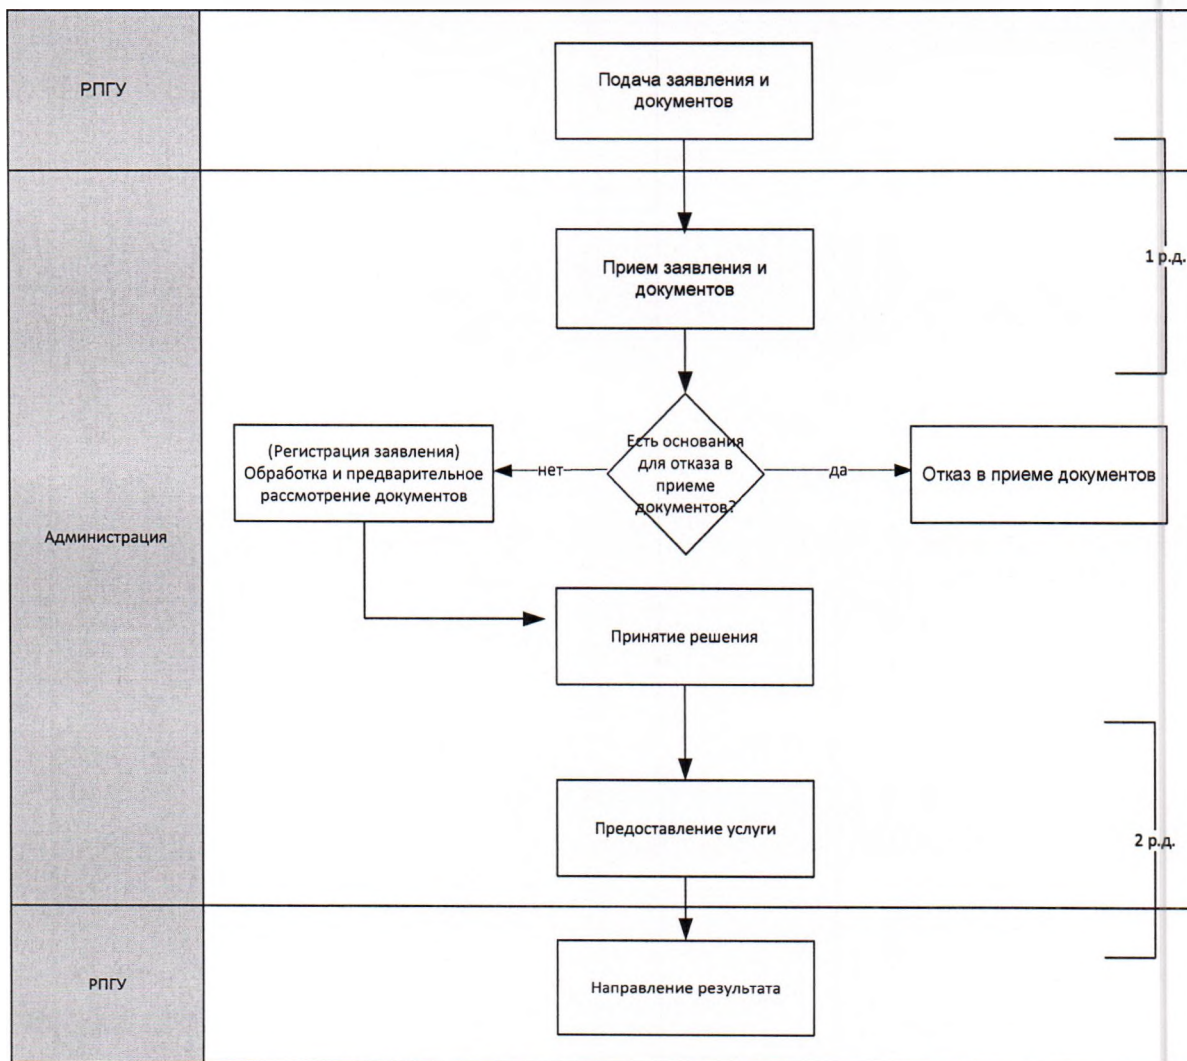 РПГУ
Подача заявления и
документов
Прием заявления и
документов
1 р.д.
Администрация
(Регистрация заявления)
Обработка и предварительное
рассмотрение документов
нет
Есть основания
для отказа в
приеме
документов?
да
Отказ в приеме документов
Принятие решения
Предоставление услуги
2 р.д.
РПГУ
Направление результата